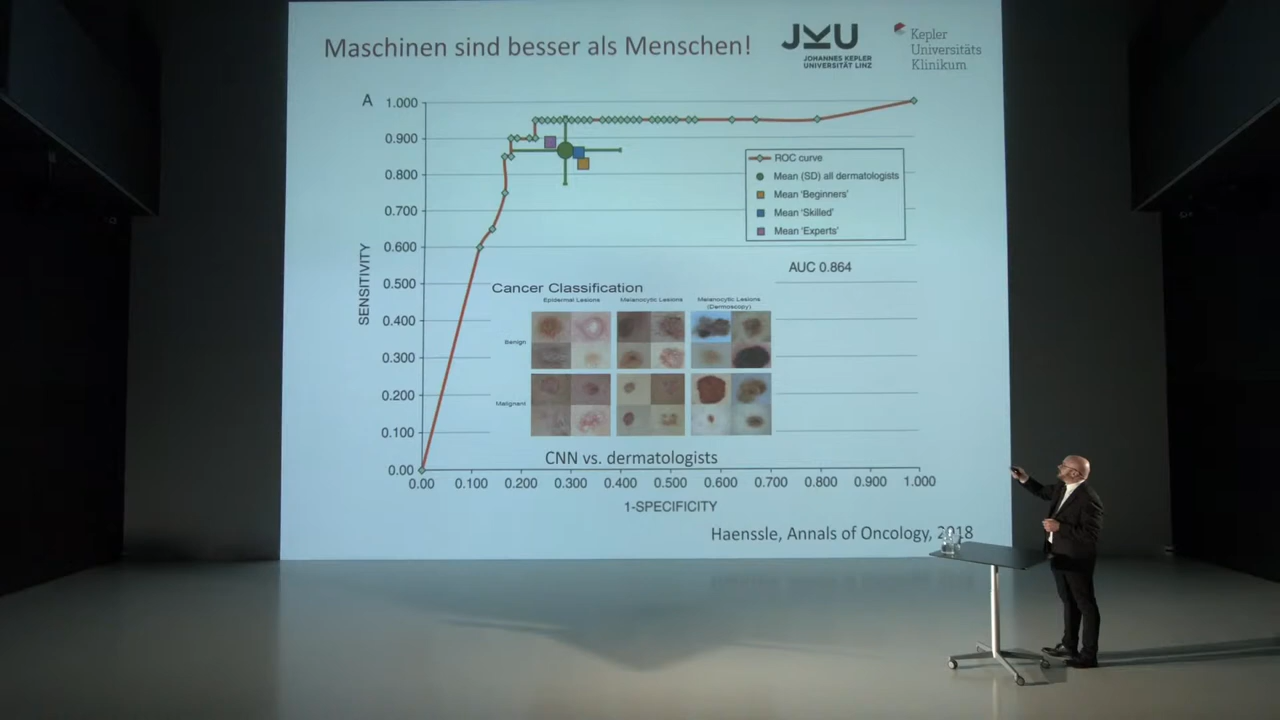 Maschinen sind besser als Menschen!
JKU
JOHANNES KEPLER
UNIVERSITÄT LINZ
Kepler
Universitäts
Klinikum
A
1.000
0.900
0.800
0.700
0.600
0.500
0.400
0.300
0.200
0.100
0.00
SENSITIVITY
ROC curve
Mean (SD) all dermatologists
Mean 'Beginners'
Mean 'Skilled'
Mean 'Experts'
AUC 0.864
Cancer Classification
Epidermal Lesions
Melanocytic Lesions
Melanocytic Lesions
(Dermoscopy)
Benign
Malignant
CNN vs. dermatologists
0.00 0.100 0.200 0.300 0.400 0.500 0.600 0.700 0.800 0.900 1.000
1-SPECIFICITY
Haenssle, Annals of Oncology, 2018